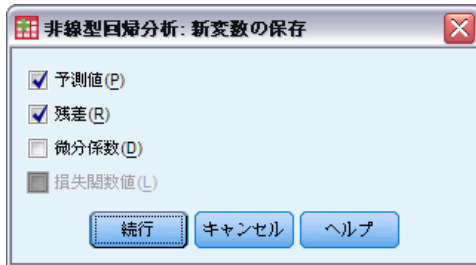 非線型回帰分析: 新変数の保存
予測値(P)
残差(R)
微分係数(D)
損失関数値(L)
続行 キャンセル ヘルプ